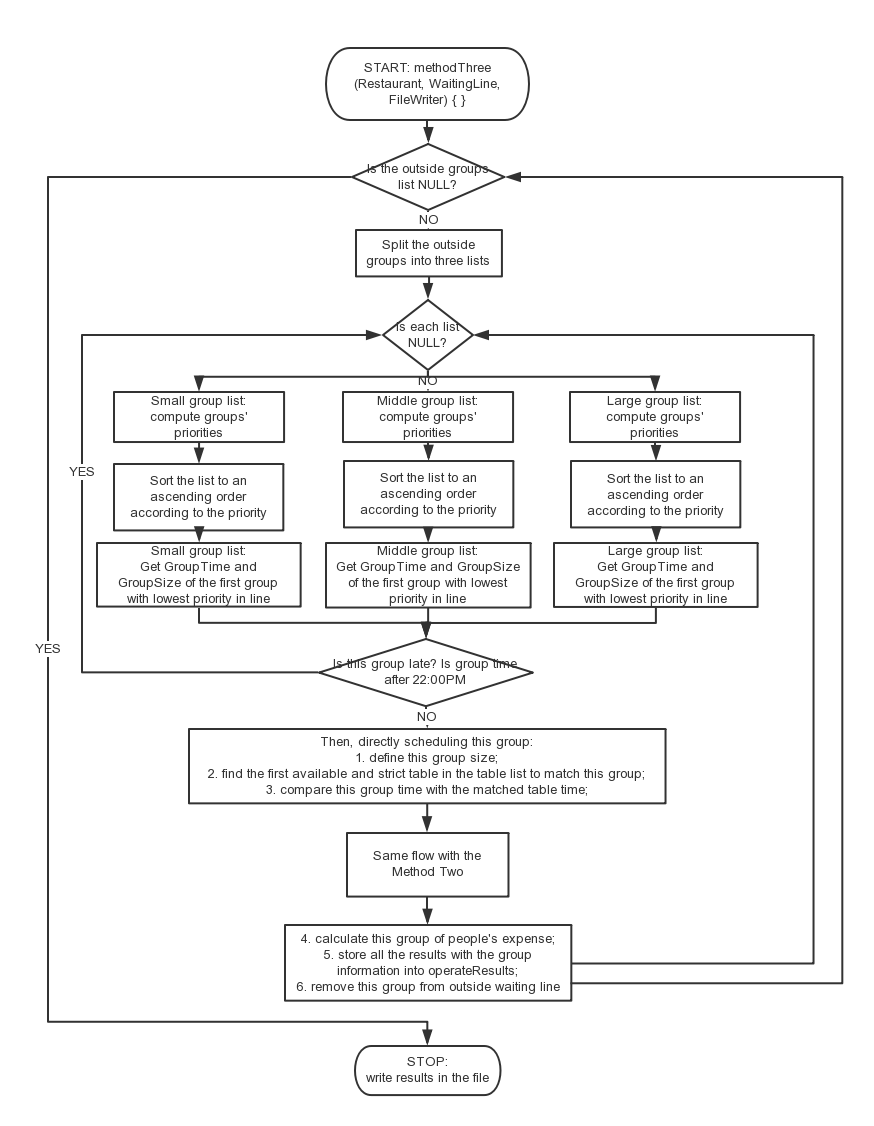 START: methodThree
(Restaurant, WaitingLine,
FileWriter) { }
Is the outside groups
list NULL?
NO
Split the outside
groups into three lists
Is each list
NULL?
NO
Small group list:
compute groups'
priorities
Middle group list:
compute groups'
priorities
Large group list:
compute groups'
priorities
YES
Sort the list to an
ascending order
according to the priority
Sort the list to an
ascending order
according to the priority
Sort the list to an
ascending order
according to the priority
Small group list:
Get GroupTime and
GroupSize of the first group
with lowest priority in line
Middle group list:
Get GroupTime and GroupSize
of the first group with lowest
priority in line
Large group list:
Get GroupTime and
GroupSize of the first group
with lowest priority in line
YES
Is this group late? Is group time
after 22:00PM
NO
Then, directly scheduling this group:
1. define this group size;
2. find the first available and strict table in the table list to match this group;
3. compare this group time with the matched table time;
Same flow with the
Method Two
4. calculate this group of people's expense;
5. store all the results with the group
information into operateResults;
6. remove this group from outside waiting line
STOP:
write results in the file